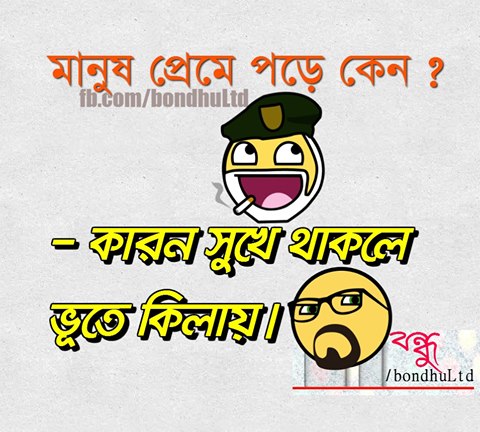 মানুষ প্রেমে পড়ে কেন ?
fb.com/bondhuLtd
- কারন সুখে থাকলে
ভূতে কিলায়।
বন্ধু
/bondhuLtd